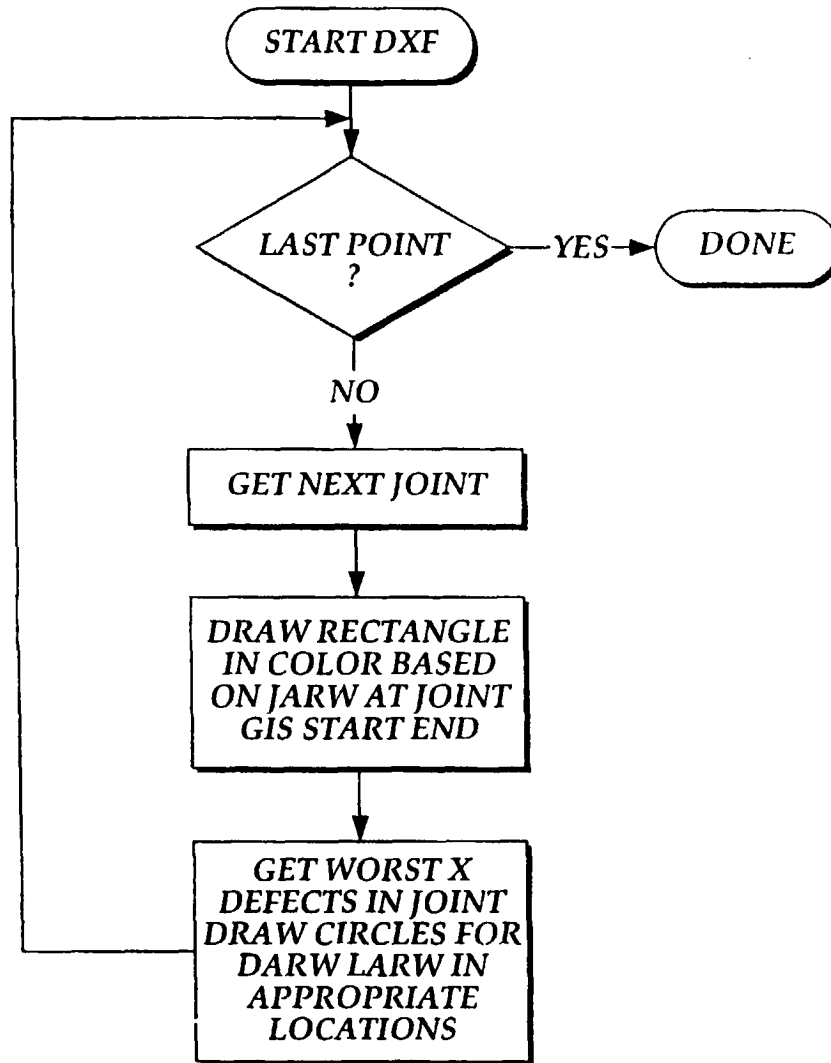 START DXF
LAST POINT
?
YES
DONE
NO
GET NEXT JOINT
DRAW RECTANGLE
IN COLOR BASED
ON JARW AT JOINT
GIS START END
GET WORST X
DEFECTS IN JOINT
DRAW CIRCLES FOR
DARW LARW IN
APPROPRIATE
LOCATIONS